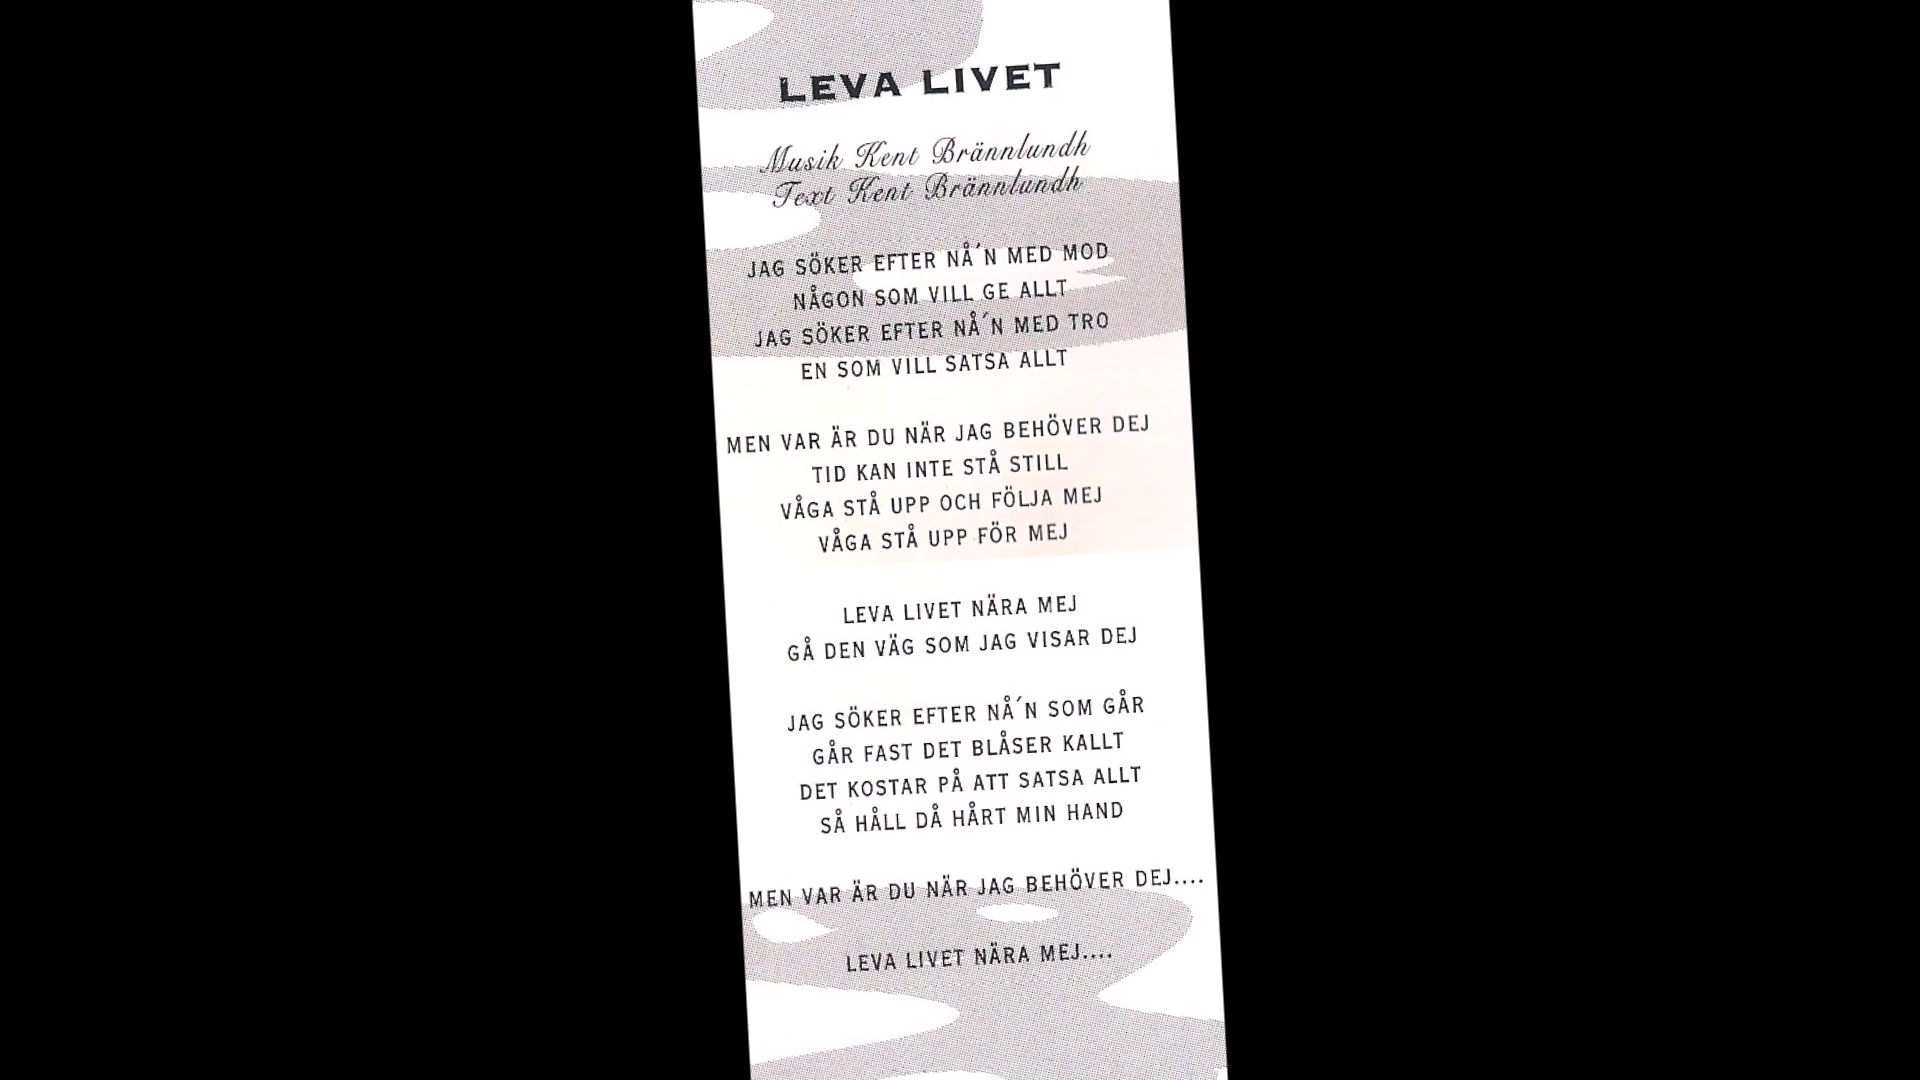 LEVA LIVET
Musik Kent Brännlundh
Text Kent Brännlundh
JAG SÖKER EFTER NÅ´N MED MOD
NÅGON SOM VILL GE ALLT
JAG SÖKER EFTER NÅ´N MED TRO
EN SOM VILL SATSA ALLT
MEN VAR ÄR DU NÄR JAG BEHÖVER DEJ
TID KAN INTE STÅ STILL
VÅGA STÅ UPP OCH FÖLJA MEJ
VÅGA STÅ UPP FÖR MEJ
LEVA LIVET NÄRA MEJ
GÅ DEN VÄG SOM JAG VISAR DEJ
JAG SÖKER EFTER NÅ´N SOM GÅR
GÅR FAST DET BLÅSER KALLT
DET KOSTAR PÅ ATT SATSA ALLT
SÅ HÅLL DÅ HÅRT MIN HAND
MEN VAR ÄR DU NÄR JAG BEHÖVER DEJ....
LEVA LIVET NÄRA MEJ....